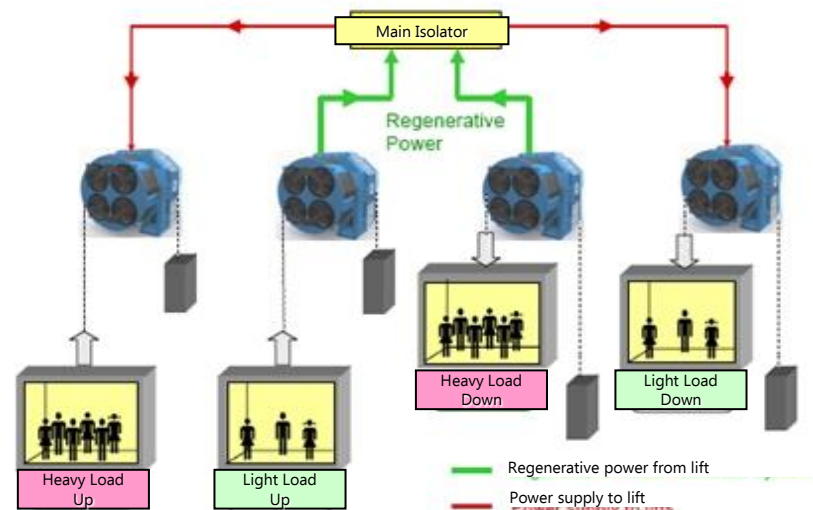 Main Isolator
Regenerative
Power
Heavy Load
Down
Light Load
Down
Heavy Load
Up
Light Load
Up
Regenerative power from lift
Power supply to lift